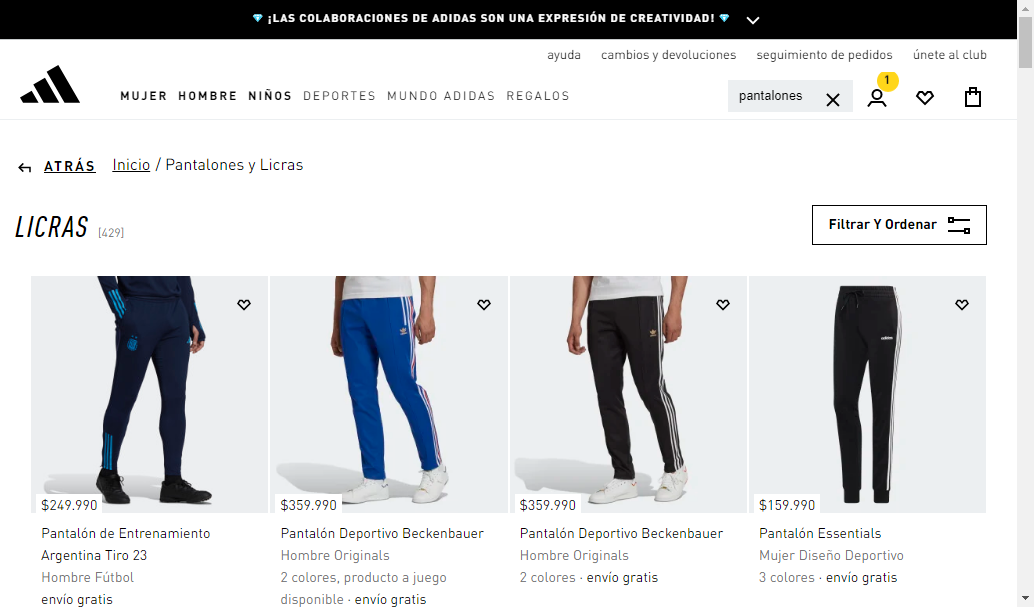 ¡LAS COLABORACIONES DE ADIDAS SON UNA EXPRESIÓN DE CREATIVIDAD!
ayuda cambios y devoluciones seguimiento de pedidos únete al club
MUJER HOMBRE NIÑOS DEPORTES MUNDO ADIDAS REGALOS
pantalones
1
ATRÁS Inicio / Pantalones y Licras
LICRAS [429]
Filtrar Y Ordenar
adidas
$249.990
$359.990
$359.990
$159.990
Pantalón de Entrenamiento
Argentina Tiro 23
Hombre Fútbol
envío gratis
Pantalón Deportivo Beckenbauer
Hombre Originals
2 colores, producto a juego
disponible · envío gratis
Pantalón Deportivo Beckenbauer
Hombre Originals
2 colores · envío gratis
Pantalón Essentials
Mujer Diseño Deportivo
3 colores · envío gratis